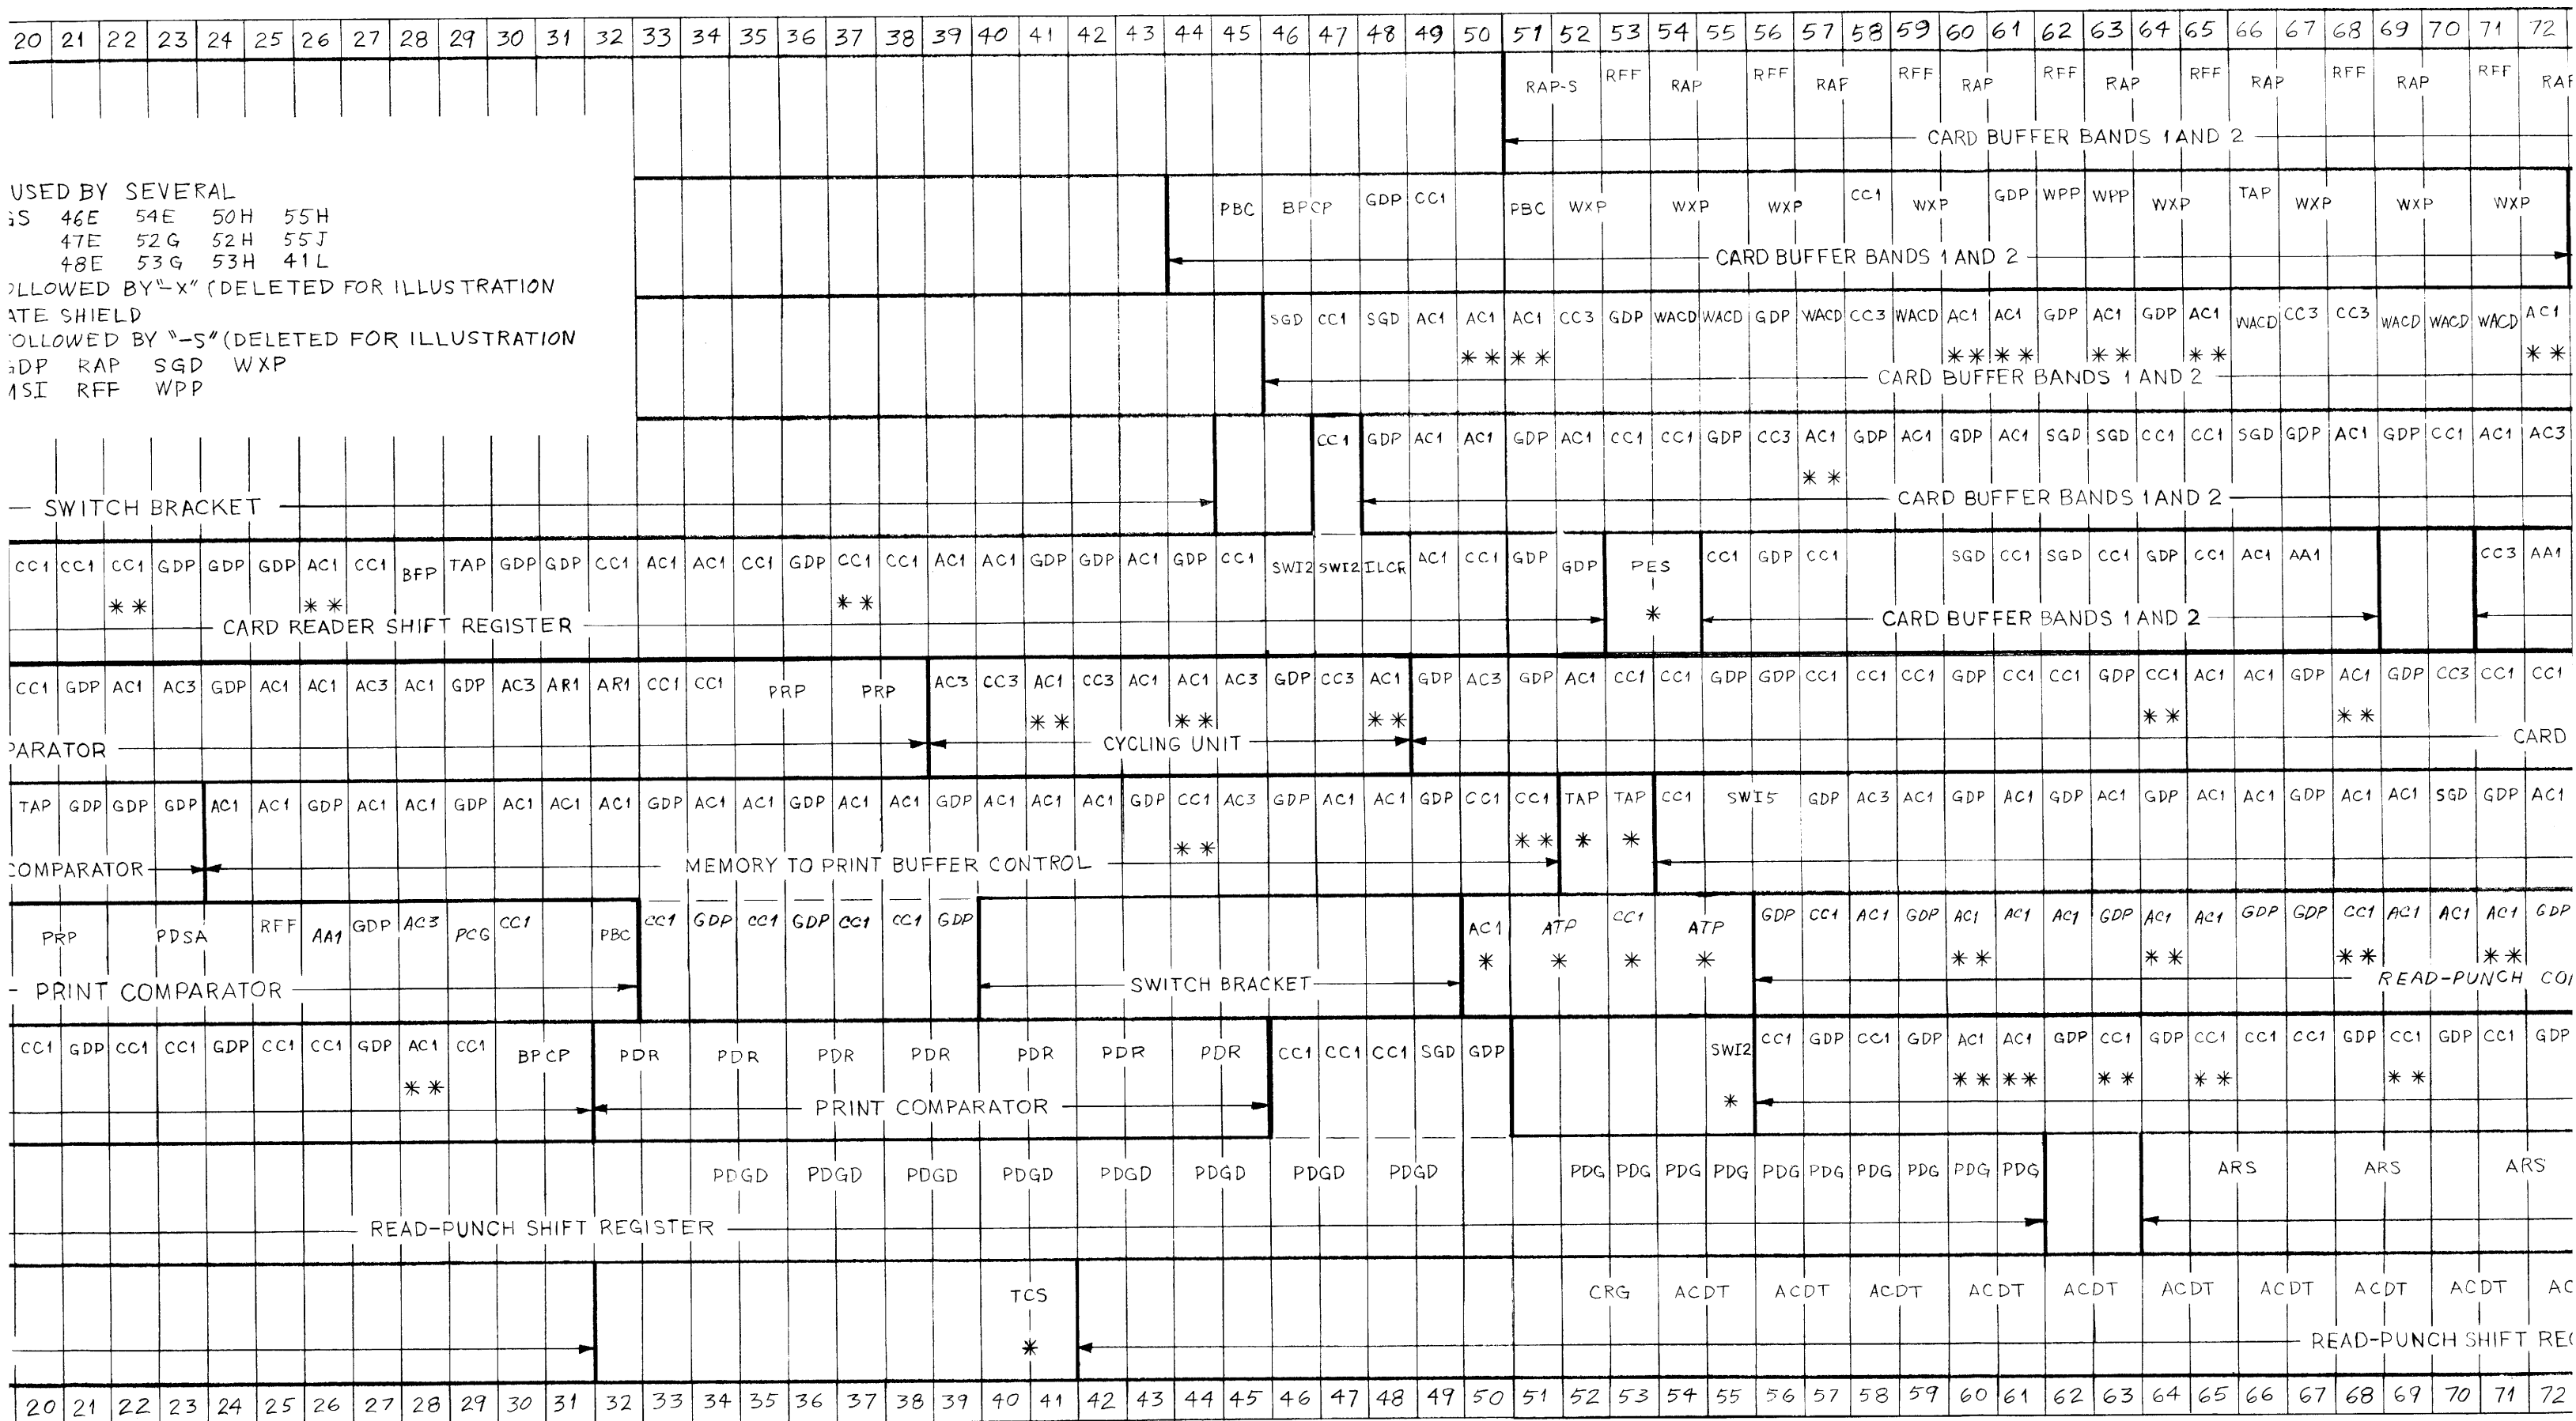 20 21 22 23 24 25 26 27 28 29 30 31 32 33 34 35 36 37 38 39 40 41 42 43 44 45 46 47 48 49 50 51 52 53 54 55 56 57 58 59 60 61 62 63 64 65 66 67 68 69 70 71 72
RAP-S RFF RAP RFF RAP RFF RAP RFF RAP RFF RAP RFF RAP RFF RAP
CARD BUFFER BANDS 1 AND 2
USED BY SEVERAL
GS 46E 54E 50H 55H
47E 52G 52H 55J
48E 53G 53H 41L
OLLOWED BY "-X" (DELETED FOR ILLUSTRATION
ATE SHIELD
OLLOWED BY "-S" (DELETED FOR ILLUSTRATION
GDP RAP SGD WXP
MSI RFF WPP
PBC BPCP GDP CC1 PBC WXP WXP WXP CC1 WXP GDP WPP WPP WXP TAP WXP WXP WXP
CARD BUFFER BANDS 1 AND 2
SGD CC1 SGD AC1 AC1 AC1 CC3 GDP WACD WACD GDP WACD CC3 WACD AC1 AC1 GDP AC1 GDP AC1 WACD CC3 CC3 WACD WACD WACD AC1
** ** ** ** ** ** **
CARD BUFFER BANDS 1 AND 2
CC1 GDP AC1 AC1 GDP AC1 CC1 CC1 GDP CC3 AC1 GDP AC1 GDP AC1 SGD SGD CC1 CC1 SGD GDP AC1 GDP CC1 AC1 AC3
**
SWITCH BRACKET CARD BUFFER BANDS 1 AND 2
CC1 CC1 CC1 GDP GDP GDP AC1 CC1 BFP TAP GDP GDP CC1 AC1 AC1 CC1 GDP CC1 CC1 AC1 AC1 GDP GDP AC1 GDP CC1 SWI2 SWI2 ILCR AC1 CC1 GDP GDP PES CC1 GDP CC1 SGD CC1 SGD CC1 GDP CC1 AC1 AA1 CC3 AA1
** ** ** *
CARD READER SHIFT REGISTER CARD BUFFER BANDS 1 AND 2
CC1 GDP AC1 AC3 GDP AC1 AC1 AC3 AC1 GDP AC3 AR1 AR1 CC1 CC1 PRP PRP AC3 CC3 AC1 CC3 AC1 AC1 AC3 GDP CC3 AC1 GDP AC3 GDP AC1 CC1 CC1 GDP GDP CC1 CC1 CC1 GDP CC1 CC1 GDP CC1 AC1 AC1 GDP AC1 GDP CC3 CC1 CC1
** ** ** ** **
PARATOR CYCLING UNIT CARD
TAP GDP GDP GDP AC1 AC1 GDP AC1 AC1 GDP AC1 AC1 AC1 GDP AC1 AC1 GDP AC1 AC1 GDP AC1 AC1 AC1 GDP CC1 AC3 GDP AC1 AC1 GDP CC1 CC1 TAP TAP CC1 SWI5 GDP AC3 AC1 GDP AC1 GDP AC1 GDP AC1 AC1 GDP AC1 AC1 SGD GDP AC1
** ** * *
COMPARATOR MEMORY TO PRINT BUFFER CONTROL
PRP PDSA RFF AA1 GDP AC3 PCG CC1 PBC CC1 GDP CC1 GDP CC1 CC1 GDP AC1 ATP CC1 ATP GDP CC1 AC1 GDP AC1 AC1 AC1 GDP AC1 AC1 GDP GDP CC1 AC1 AC1 AC1 GDP
* * * * ** ** ** **
PRINT COMPARATOR SWITCH BRACKET READ-PUNCH CO
CC1 GDP CC1 CC1 GDP CC1 CC1 GDP AC1 CC1 BPCP PDR PDR PDR PDR PDR PDR PDR CC1 CC1 CC1 SGD GDP SWI2 CC1 GDP CC1 GDP AC1 AC1 GDP CC1 GDP CC1 CC1 CC1 GDP CC1 GDP CC1 GDP
** * ** ** ** ** **
PRINT COMPARATOR
PDGD PDGD PDGD PDGD PDGD PDGD PDGD PDGD PDG PDG PDG PDG PDG PDG PDG PDG PDG PDG ARS ARS ARS
READ-PUNCH SHIFT REGISTER
TCS CRG ACDT ACDT ACDT ACDT ACDT ACDT ACDT ACDT ACDT AC
*
READ-PUNCH SHIFT REG
20 21 22 23 24 25 26 27 28 29 30 31 32 33 34 35 36 37 38 39 40 41 42 43 44 45 46 47 48 49 50 51 52 53 54 55 56 57 58 59 60 61 62 63 64 65 66 67 68 69 70 71 72